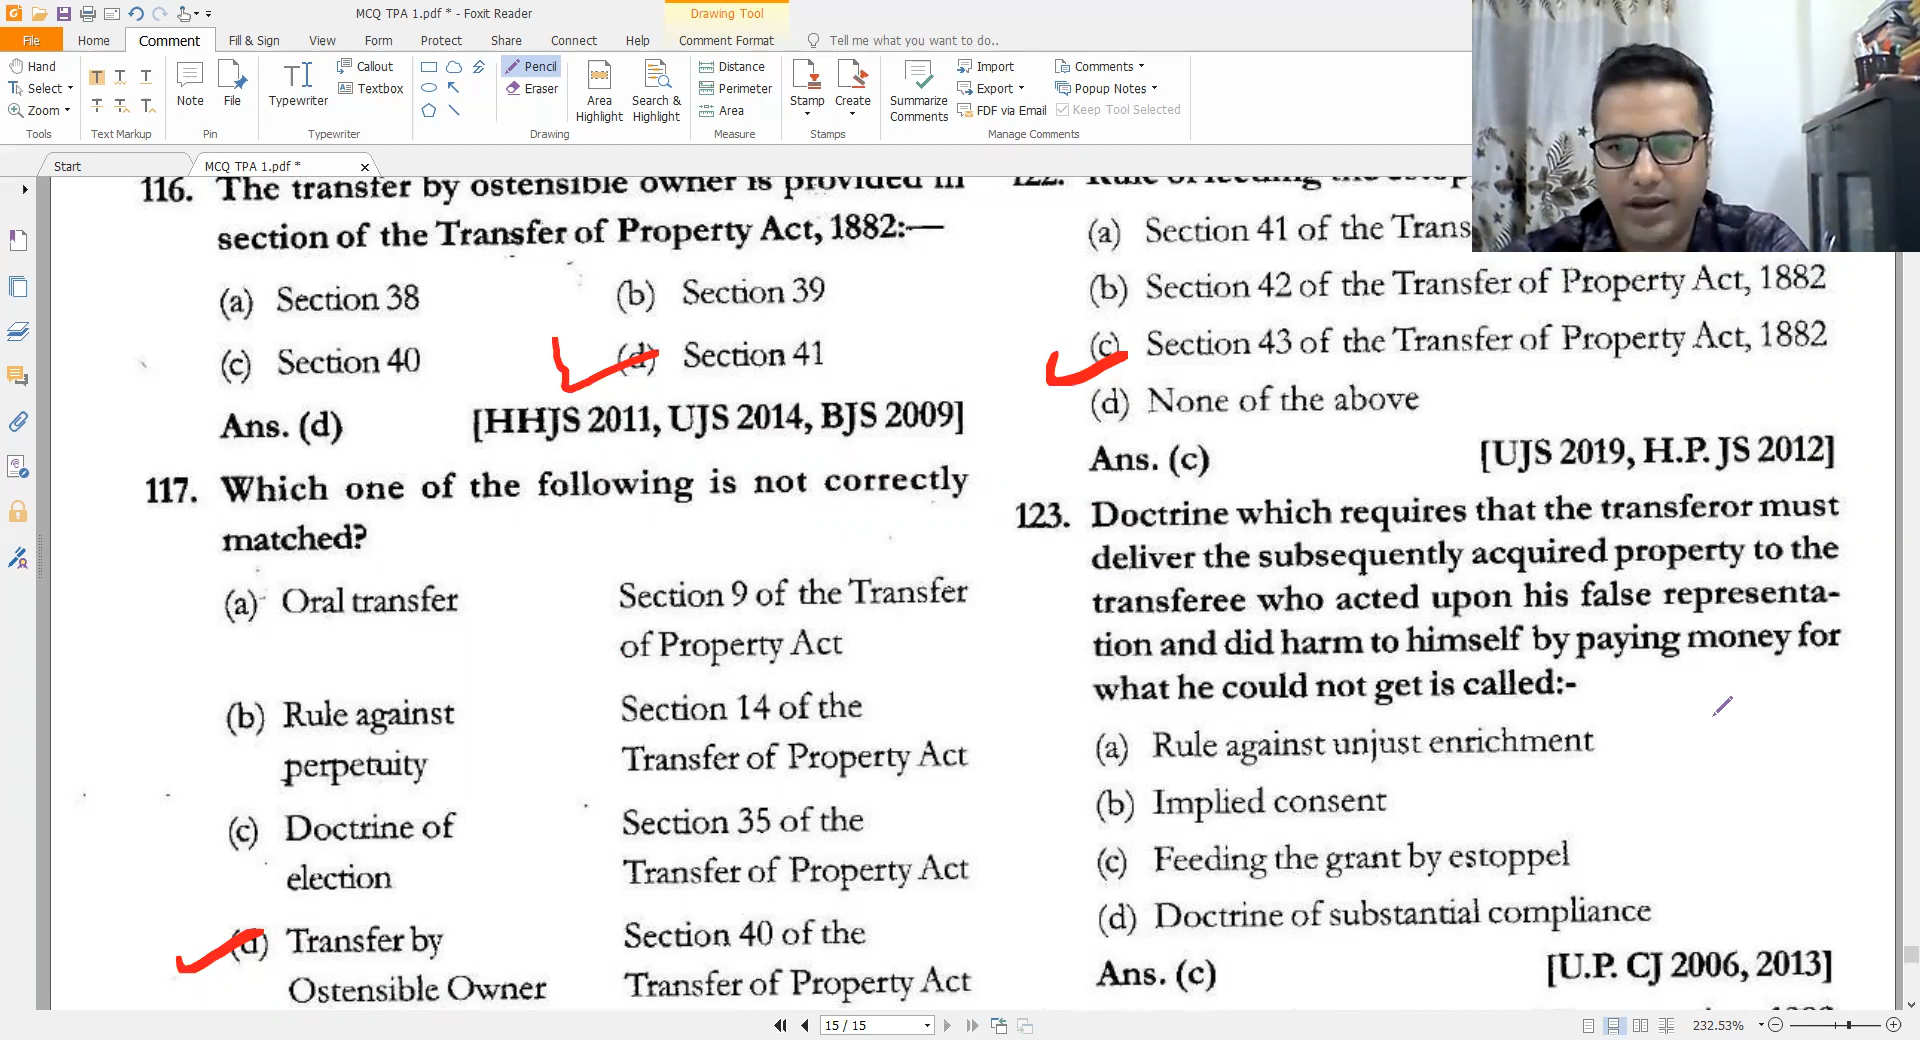 MCQ TPA 1.pdf * - Foxit Reader
Drawing Tool
File Home Comment Fill & Sign View Form Protect Share Connect Help Comment Format Tell me what you want to do..
Hand
Select
Zoom
Tools
Text Markup
Note
File
Pin
Typewriter
Callout
Textbox
Typewriter
Pencil
Eraser
Drawing
Area Highlight
Search & Highlight
Distance
Perimeter
Area
Measure
Stamp
Create
Stamps
Summarize Comments
Import
Export
FDF via Email
Comments
Popup Notes
Keep Tool Selected
Manage Comments
Start
MCQ TPA 1.pdf *
116. The transfer by ostensible owner is provided in
section of the Transfer of Property Act, 1882:—
(a) Section 38 (b) Section 39
(c) Section 40 (d) Section 41
Ans. (d) [HHJS 2011, UJS 2014, BJS 2009]
117. Which one of the following is not correctly
matched?
(a) Oral transfer Section 9 of the Transfer
of Property Act
(b) Rule against Section 14 of the
perpetuity Transfer of Property Act
(c) Doctrine of Section 35 of the
election Transfer of Property Act
(d) Transfer by Section 40 of the
Ostensible Owner Transfer of Property Act
122. Rule of feeding the estop
(a) Section 41 of the Trans
(b) Section 42 of the Transfer of Property Act, 1882
(c) Section 43 of the Transfer of Property Act, 1882
(d) None of the above
Ans. (c) [UJS 2019, H.P. JS 2012]
123. Doctrine which requires that the transferor must
deliver the subsequently acquired property to the
transferee who acted upon his false representa-
tion and did harm to himself by paying money for
what he could not get is called:-
(a) Rule against unjust enrichment
(b) Implied consent
(c) Feeding the grant by estoppel
(d) Doctrine of substantial compliance
Ans. (c) [U.P. CJ 2006, 2013]
15 / 15
232.53%